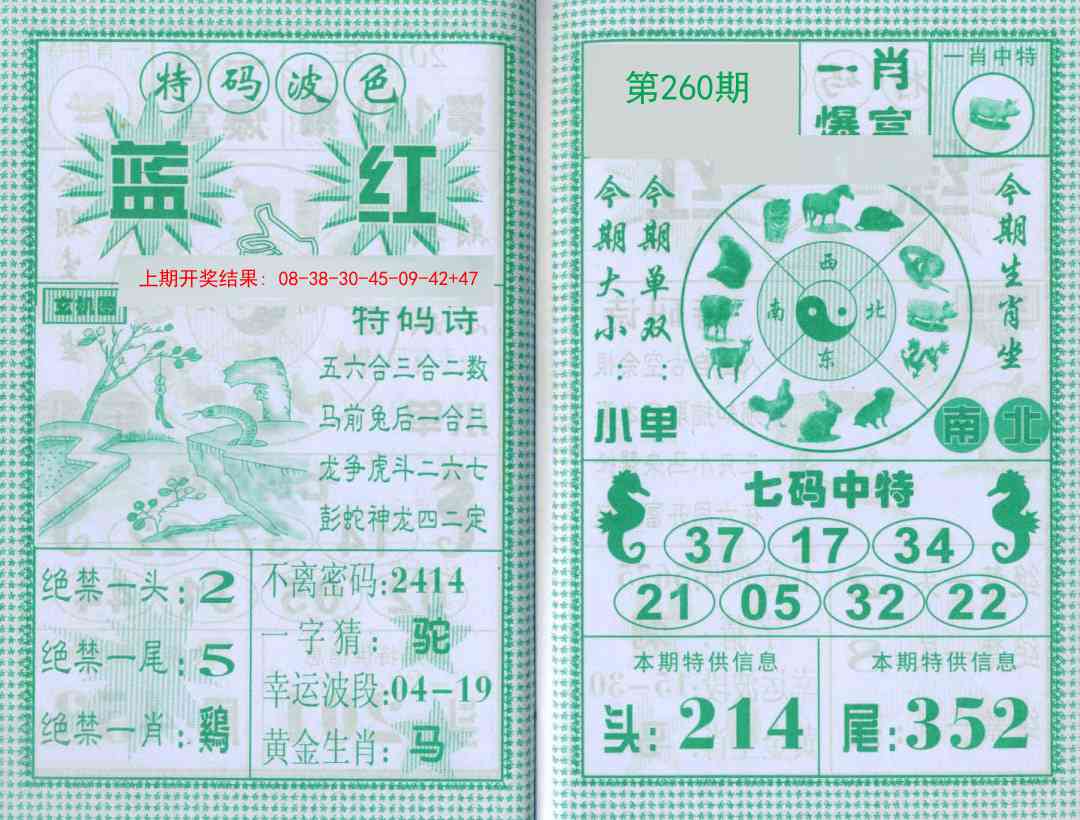 特码波色
蓝 红
上期开奖结果：08-38-30-45-09-42+47
玄机图
特码诗
五六合三合二数
马前兔后一合三
龙争虎斗二六七
彭蛇神龙四二定
绝禁一头：2
绝禁一尾：5
绝禁一肖：鷄
不离密码：2414
一字猜：驼
幸运波段：04-19
黄金生肖：马
第260期
一肖
爆富
一肖中特
今期大小：
小
今期单双：
单
西
南 北
东
今期生肖坐
南北
七码中特
37 17 34
21 05 32 22
本期特供信息
头：214
本期特供信息
尾：352